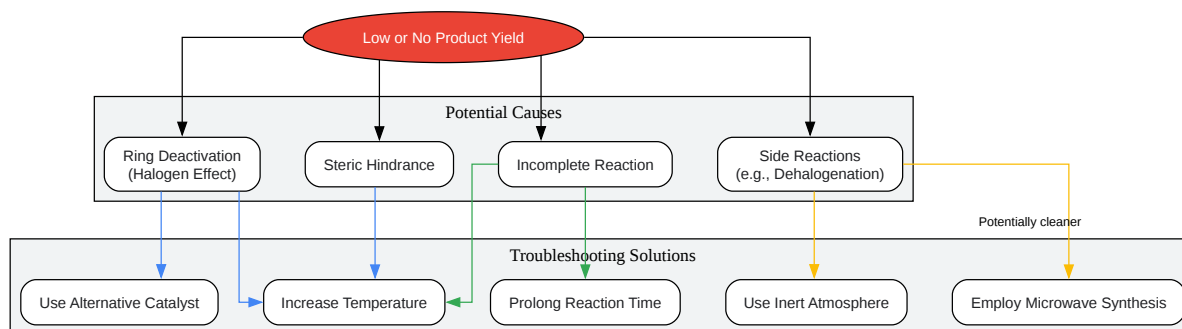 Low or No Product Yield
Potential Causes
Ring Deactivation
(Halogen Effect)
Steric Hindrance
Incomplete Reaction
Side Reactions
(e.g., Dehalogenation)
Potentially cleaner
Troubleshooting Solutions
Use Alternative Catalyst
Increase Temperature
Prolong Reaction Time
Use Inert Atmosphere
Employ Microwave Synthesis